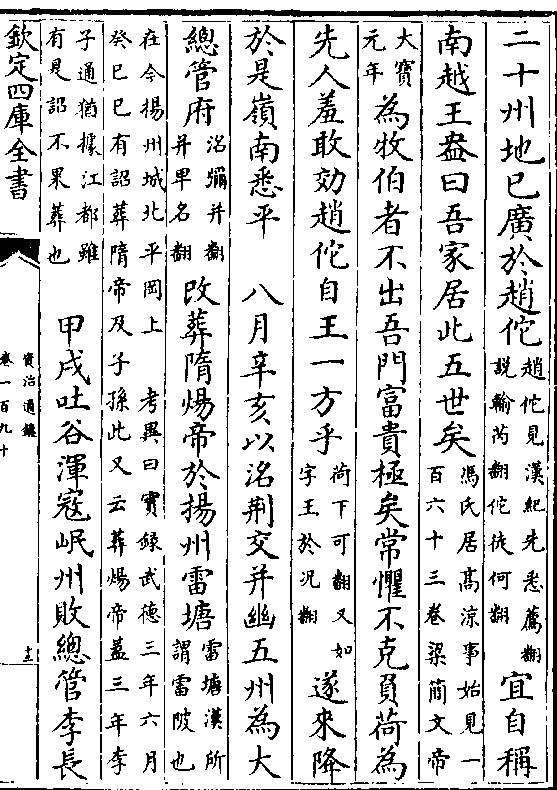 二十州地已廣於趙佗趙佗見漢紀先悉薦翻說輸芮翻佗徒何翻宜自稱
南越王盎曰吾家居此五世矣馮氏居高涼事始見一百六十三卷梁簡文帝
大寶元年為牧伯者不出吾門富貴極矣常懼不克負荷為
先人羞敢効趙佗自王一方乎荷下可翻又如字王於況翻遂來降
於是嶺南悉平　八月辛亥以洺荆交并幽五州為大
總管府洺彌并翻并卑名翻改葬隋煬帝於揚州雷塘雷塘漢所謂雷陂也
在今揚州城北平岡上　考異曰實録武德三年六月癸巳已有詔葬隋帝及子孫此又云葬煬帝蓋三年李
子通猶據江都雖有是詔不果葬也　甲戌吐谷渾寇岷州敗總管李長
欽定四庫全書
資治通鑑
卷一百九十
十三